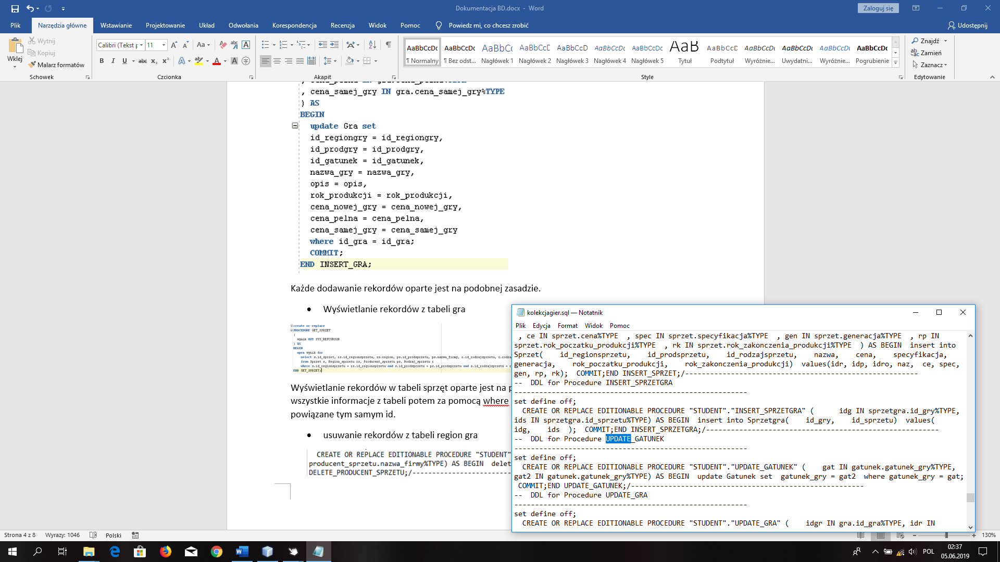 Dokumentacja BD.docx - Word
Zaloguj się
Plik Narzędzia główne Wstawianie Projektowanie Układ Odwołania Korespondencja Recenzja Widok Pomoc Powiedz mi, co chcesz zrobić Udostępnij
Wklej
Wytnij
Kopiuj
Malarz formatów
Schowek
Calibri (Tekst p 11
Czcionka
Akapit
AaBbCcDc AaBbCcDc AaBbCc AaBbCcD AaBbCcD AaBbCcDc AaBbCcDc AaB AaBbCcD AaBbCcDc AaBbCcDc AaBbCcDc AaBbCcDc
¶ Normalny ¶ Bez odst... Nagłówek 1 Nagłówek 2 Nagłówek 3 Nagłówek 4 Nagłówek 5 Tytuł Podtytuł Wyróżnie... Uwydatni... Wyróżnie... Pogrubienie
Style
Znajdź
Zamień
Zaznacz
Edytowanie
, cena_samej_gry IN gra.cena_samej_gry%TYPE
) AS
BEGIN
update Gra set
id_regiongry = id_regiongry,
id_prodgry = id_prodgry,
id_gatunek = id_gatunek,
nazwa_gry = nazwa_gry,
opis = opis,
rok_produkcji = rok_produkcji,
cena_nowej_gry = cena_nowej_gry,
cena_pelna = cena_pelna,
cena_samej_gry = cena_samej_gry
where id_gra = id_gra;
COMMIT;
END INSERT_GRA;
Każde dodawanie rekordów oparte jest na podobnej zasadzie.
• Wyświetlanie rekordów z tabeli gra
create or replace
PROCEDURE GET_SPRZET
(
wynik OUT SYS_REFCURSOR
) AS
BEGIN
open wynik for
select s.id_sprzet, rs.id_regionsprzetu, rs.region, ps.id_prodsprzetu, ps.nazwa_firmy, r.id_rodzajsprzetu, r.rodza
from Sprzet s, Region_sprzetu rs, Producent_sprzetu ps, Rodzaj_sprzetu r
where s.id_regionsprzetu = rs.id_regionsprzetu and s.id_prodsprzetu = ps.id_prodsprzetu and s.id_rodzajsprzetu = r
END GET_SPRZET;
Wyświetlanie rekordów w tabeli sprzęt oparte jest na p
wszystkie informacje z tabeli potem za pomocą where
powiązane tym samym id.
• usuwanie rekordów z tabeli region gra
CREATE OR REPLACE EDITIONABLE PROCEDURE "STUDENT"
producent_sprzetu.nazwa_firmy%TYPE) AS BEGIN delet
DELETE_PRODUCENT_SPRZETU;/-------------------------
kolekcjagier.sql — Notatnik
Plik Edycja Format Widok Pomoc
, ce IN sprzet.cena%TYPE , spec IN sprzet.specyfikacja%TYPE , gen IN sprzet.generacja%TYPE , rp IN
sprzet.rok_poczatku_produkcji%TYPE , rk IN sprzet.rok_zakonczenia_produkcji%TYPE ) AS BEGIN insert into
Sprzet( id_regionsprzetu, id_prodsprzetu, id_rodzajsprzetu, nazwa, cena, specyfikacja,
generacja, rok_poczatku_produkcji, rok_zakonczenia_produkcji) values(idr, idp, idro, naz, ce, spec,
gen, rp, rk); COMMIT;END INSERT_SPRZET;/--------------------------------------------------------
-- DDL for Procedure INSERT_SPRZETGRA
--------------------------------------------------------
set define off;
CREATE OR REPLACE EDITIONABLE PROCEDURE "STUDENT"."INSERT_SPRZETGRA" ( idg IN sprzetgra.id_gry%TYPE,
ids IN sprzetgra.id_sprzetu%TYPE) AS BEGIN insert into Sprzetgra( id_gry, id_sprzetu) values(
idg, ids ); COMMIT;END INSERT_SPRZETGRA;/--------------------------------------------------------
-- DDL for Procedure UPDATE_GATUNEK
--------------------------------------------------------
set define off;
CREATE OR REPLACE EDITIONABLE PROCEDURE "STUDENT"."UPDATE_GATUNEK" ( gat IN gatunek.gatunek_gry%TYPE,
gat2 IN gatunek.gatunek_gry%TYPE) AS BEGIN update Gatunek set gatunek_gry = gat2 where gatunek_gry = gat;
COMMIT;END UPDATE_GATUNEK;/--------------------------------------------------------
-- DDL for Procedure UPDATE_GRA
--------------------------------------------------------
set define off;
CREATE OR REPLACE EDITIONABLE PROCEDURE "STUDENT"."UPDATE_GRA" ( idgr IN gra.id_gra%TYPE, idr IN
Strona 4 z 8 Wyrazy: 1046 Polski 130%
POL
02:37
05.06.2019